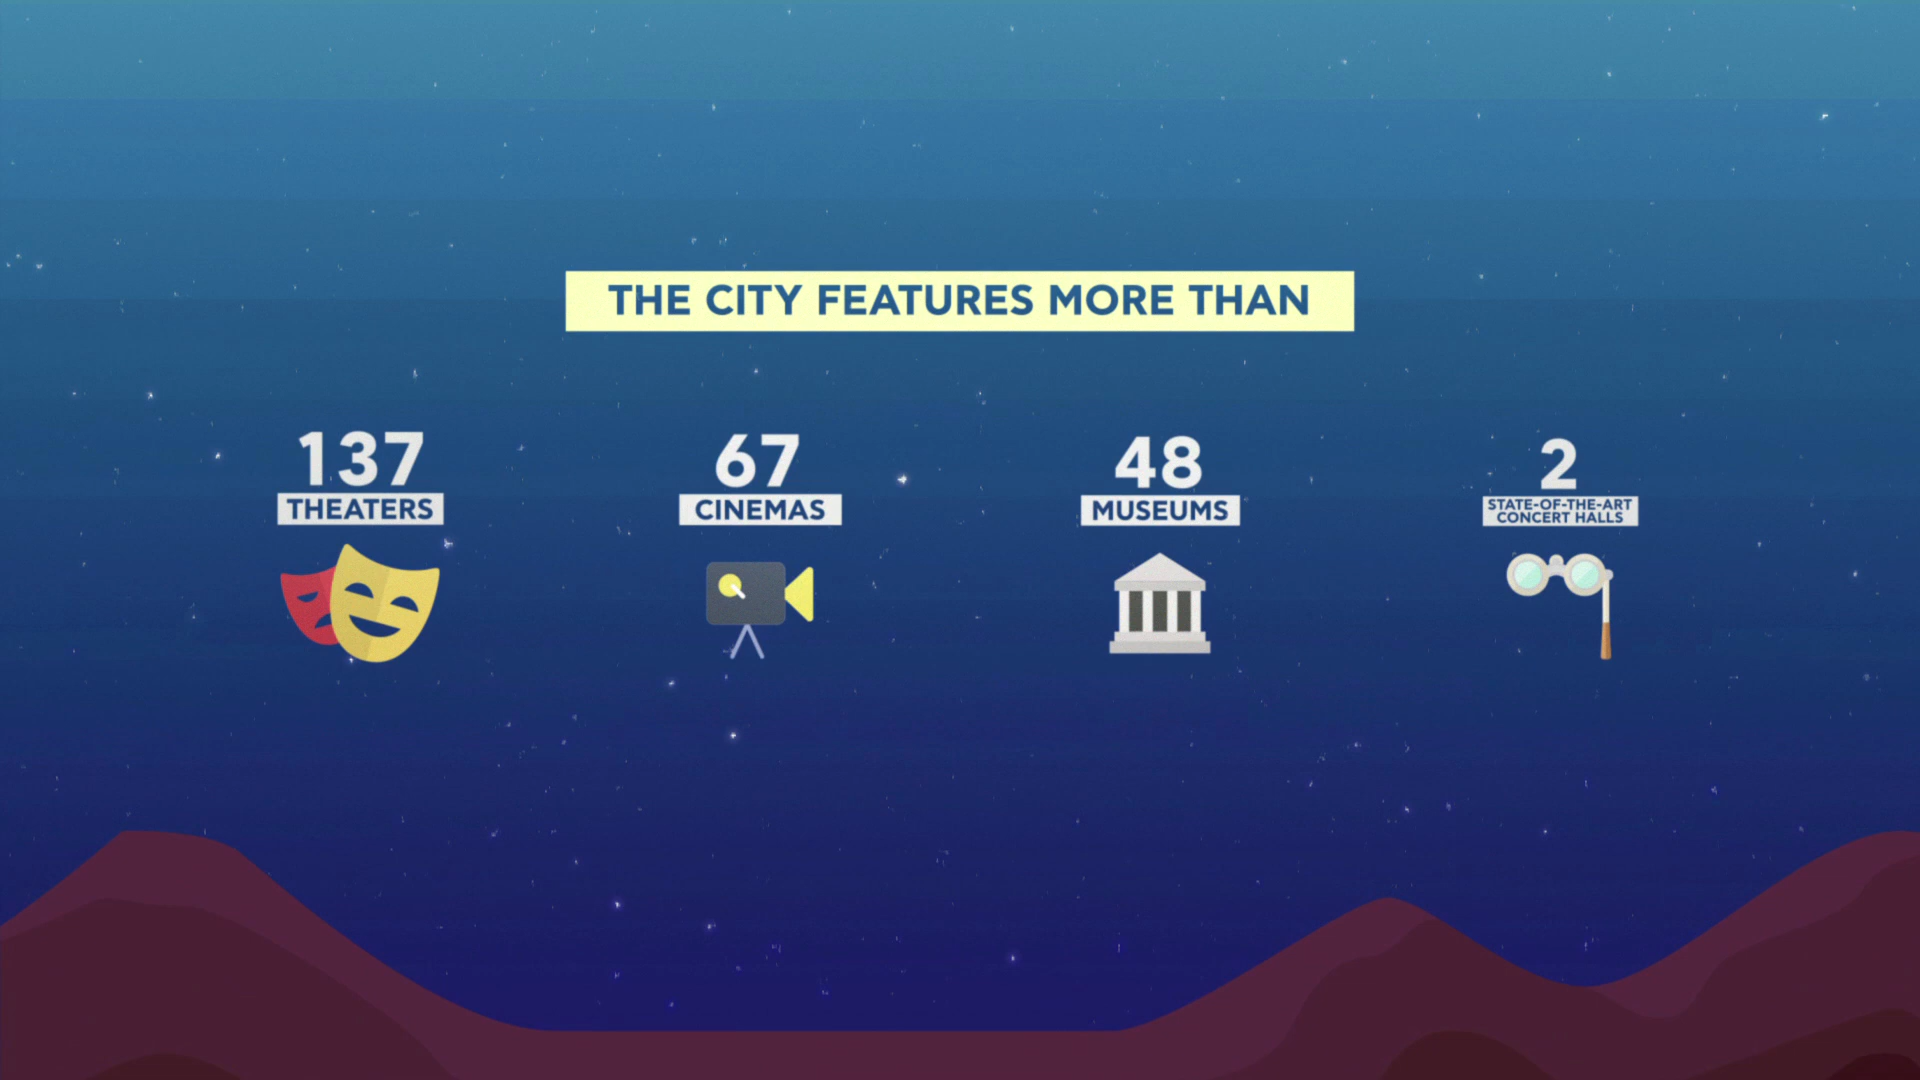 THE CITY FEATURES MORE THAN
137
THEATERS
67
CINEMAS
48
MUSEUMS
2
STATE-OF-THE-ART
CONCERT HALLS